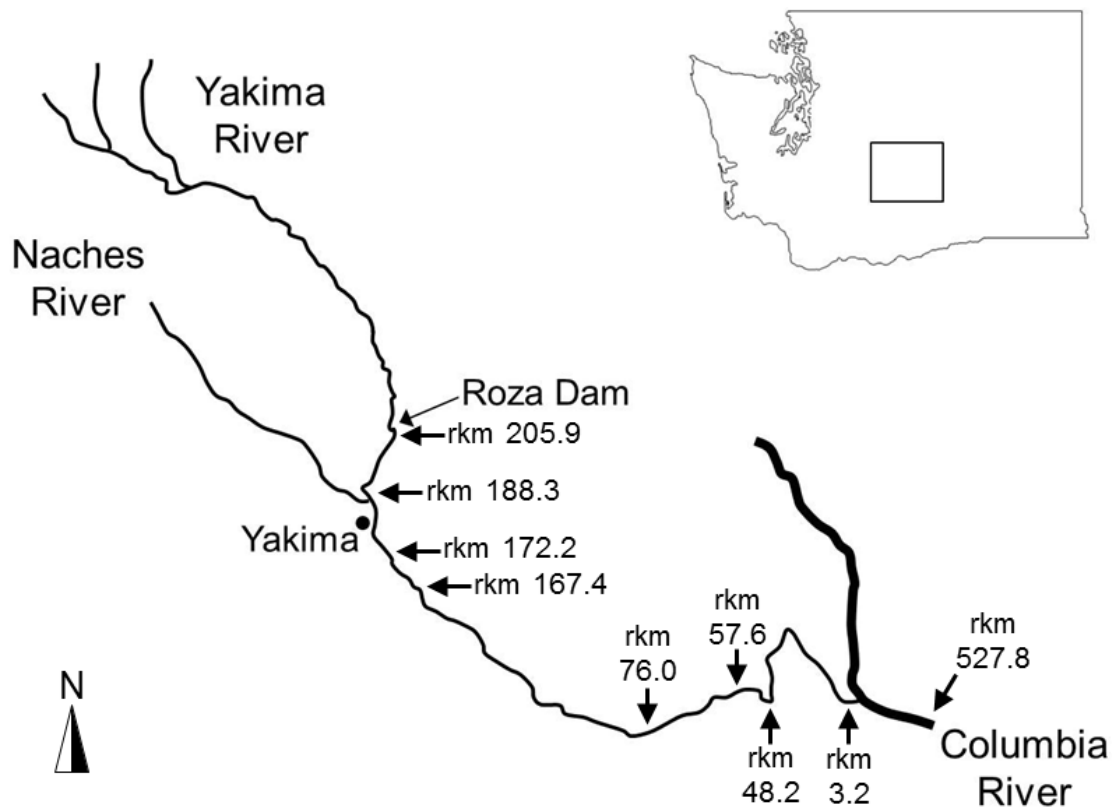 Yakima
River
Naches
River
Roza Dam
rkm 205.9
rkm 188.3
Yakima
rkm 172.2
rkm 167.4
rkm
76.0
rkm
57.6
rkm
527.8
N
rkm
48.2
rkm
3.2
Columbia
River